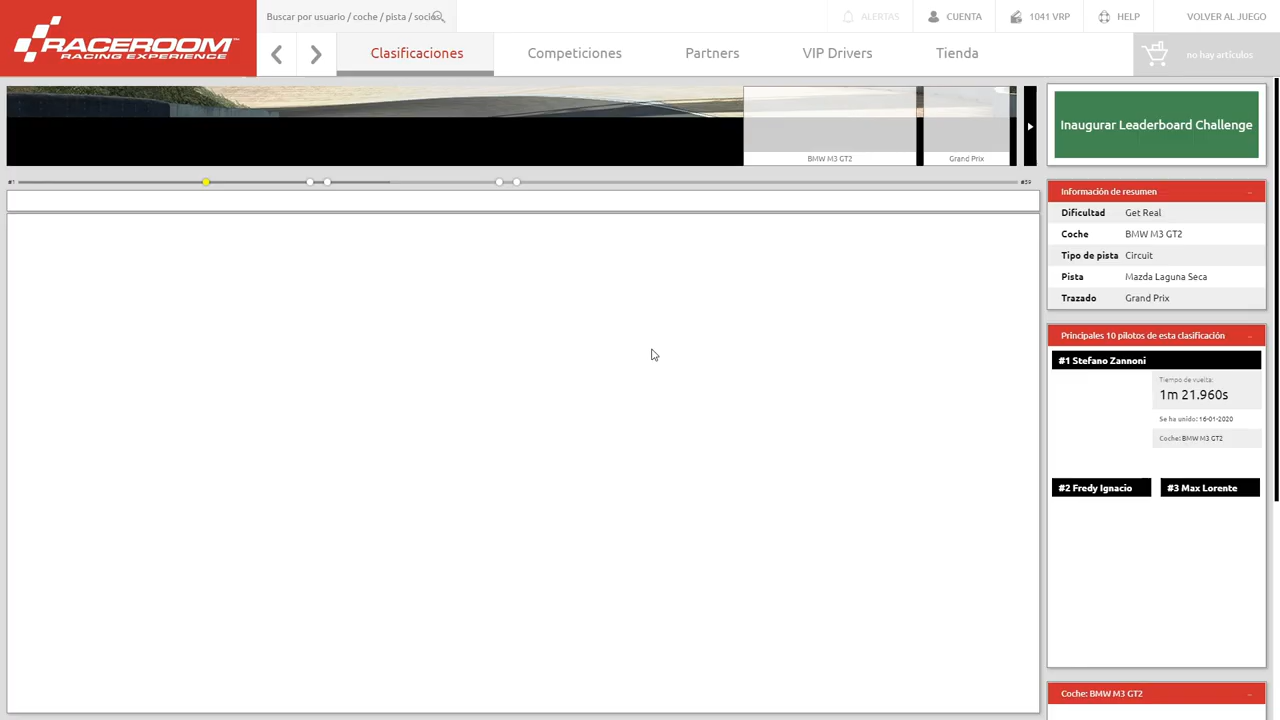 RACEROOM
RACING EXPERIENCE
Buscar por usuario / coche / pista / socio
ALERTAS
CUENTA
1041 VRP
HELP
VOLVER AL JUEGO
Clasificaciones
Competiciones
Partners
VIP Drivers
Tienda
no hay artículos
BMW M3 GT2
Grand Prix
#1
#59
Inaugurar Leaderboard Challenge
Información de resumen
Dificultad Get Real
Coche BMW M3 GT2
Tipo de pista Circuit
Pista Mazda Laguna Seca
Trazado Grand Prix
Principales 10 pilotos de esta clasificación
#1 Stefano Zannoni
Tiempo de vuelta:
1m 21.960s
Se ha unido: 16-01-2020
Coche: BMW M3 GT2
#2 Fredy Ignacio
#3 Max Lorente
Coche: BMW M3 GT2